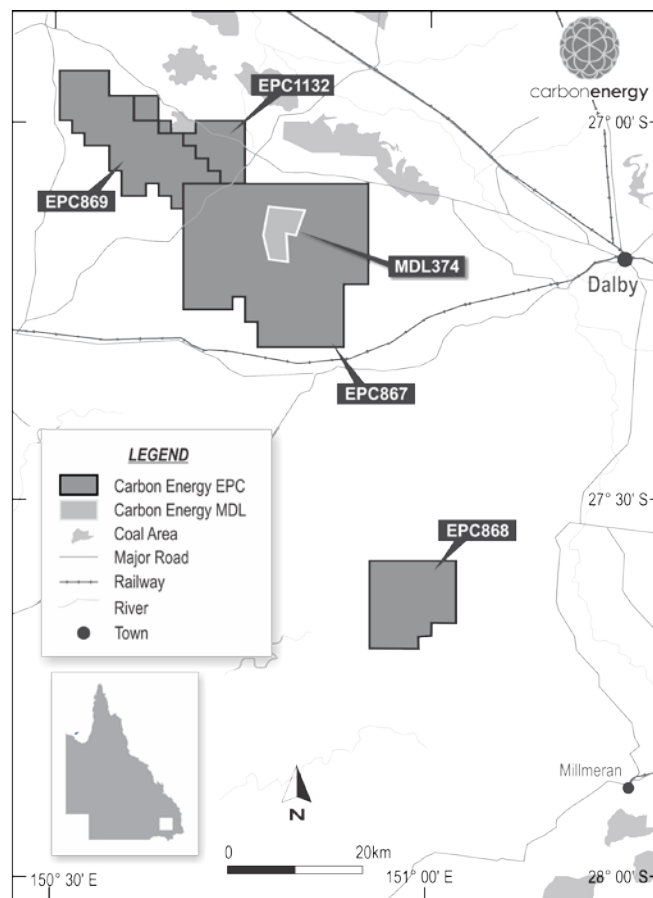 carbonenergy
EPC1132
27° 00' S
EPC869
MDL374
Dalby
EPC867
LEGEND
Carbon Energy EPC
Carbon Energy MDL
Coal Area
Major Road
Railway
River
Town
27° 30' S
EPC868
Millmeran
N
0 20km
150° 30' E
151° 00' E
28° 00' S